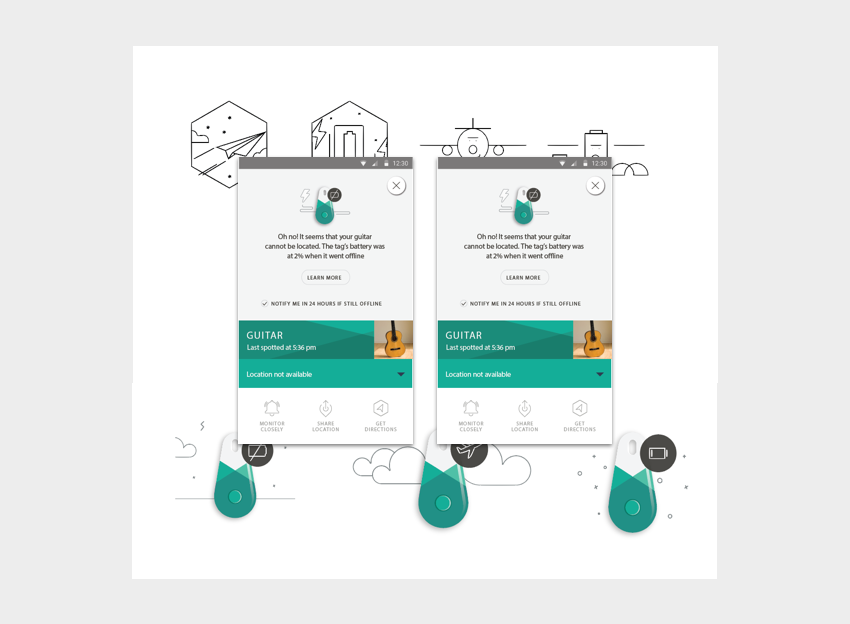 12:30
Oh no! It seems that your guitar
cannot be located. The tag's battery was
at 2% when it went offline
LEARN MORE
NOTIFY ME IN 24 HOURS IF STILL OFFLINE
GUITAR
Last spotted at 5:36 pm
Location not available
MONITOR
CLOSELY
SHARE
LOCATION
GET
DIRECTIONS
12:30
Oh no! It seems that your guitar
cannot be located. The tag's battery was
at 2% when it went offline
LEARN MORE
NOTIFY ME IN 24 HOURS IF STILL OFFLINE
GUITAR
Last spotted at 5:36 pm
Location not available
MONITOR
CLOSELY
SHARE
LOCATION
GET
DIRECTIONS